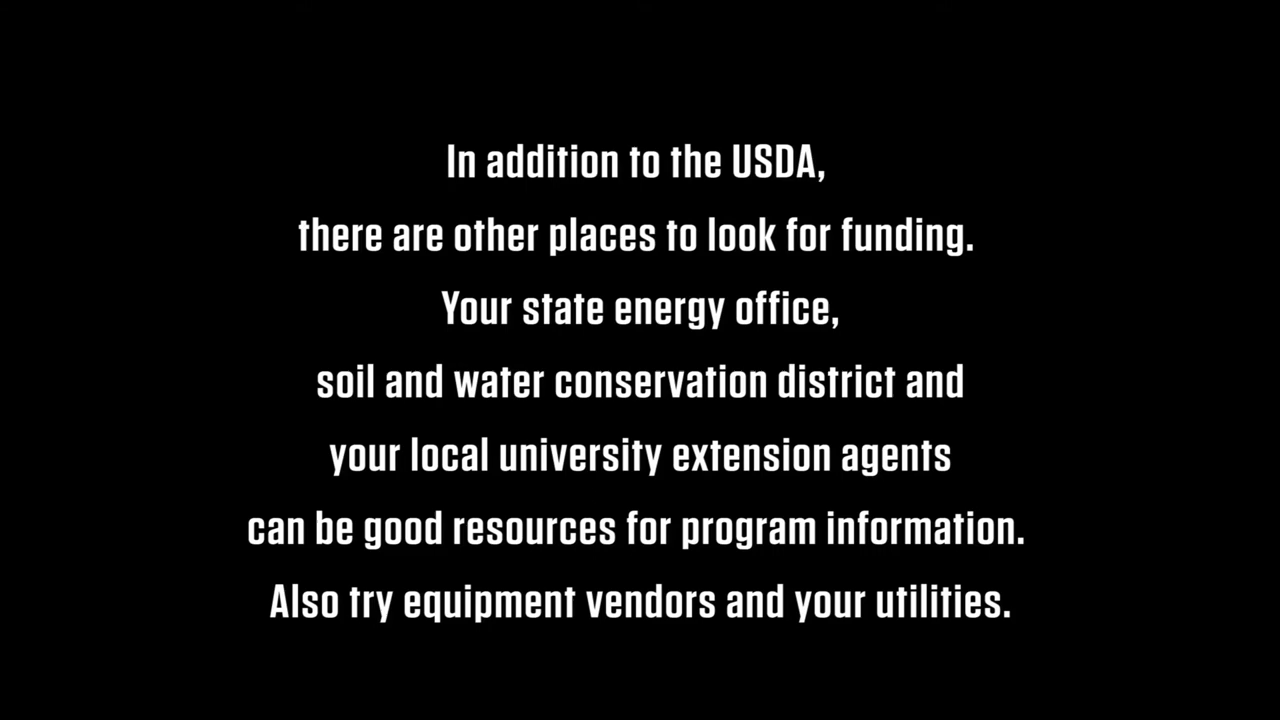 In addition to the USDA,
there are other places to look for funding.
Your state energy office,
soil and water conservation district and
your local university extension agents
can be good resources for program information.
Also try equipment vendors and your utilities.